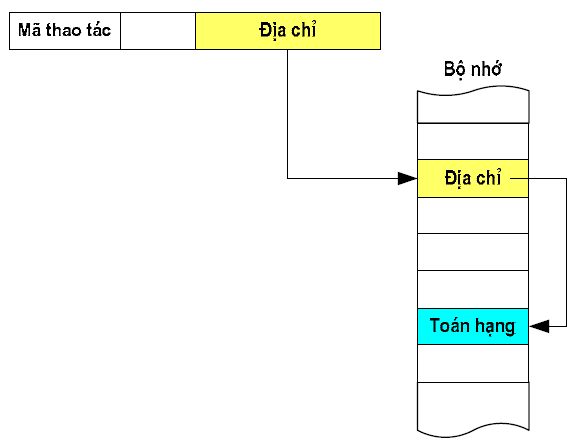 Mã thao tác
Địa chỉ
Bộ nhớ
Địa chỉ
Toán hạng